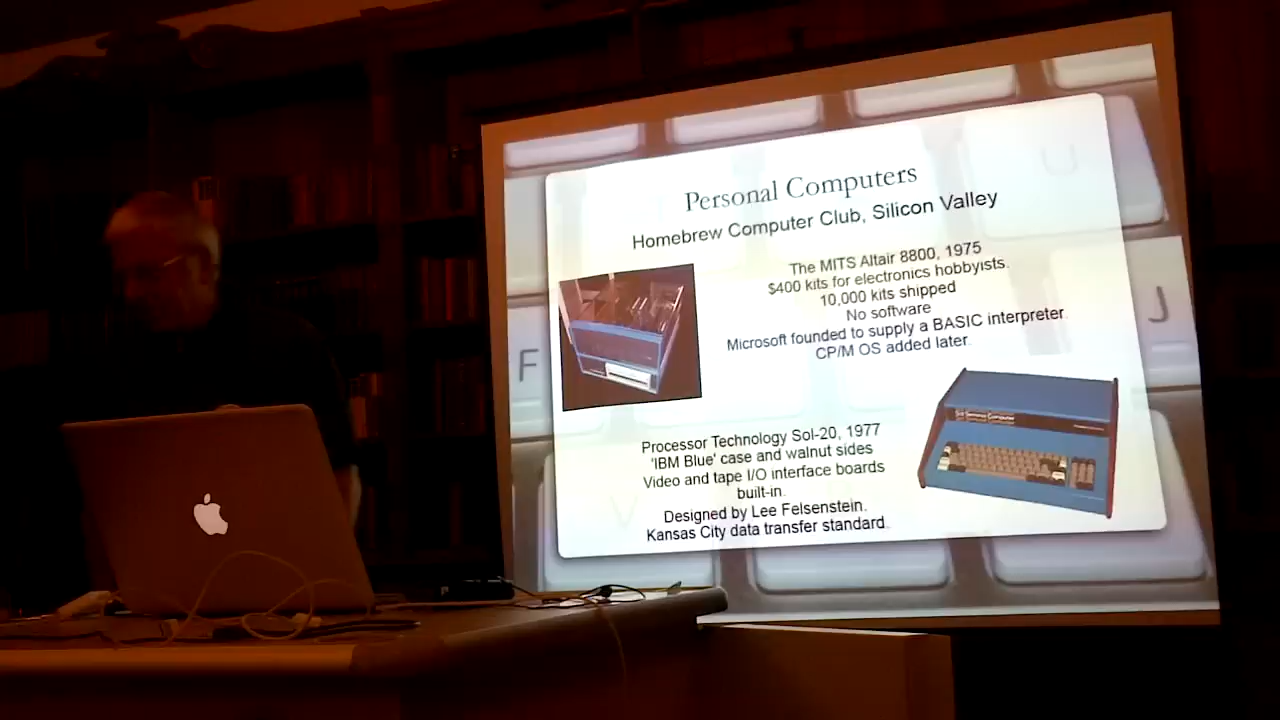 Personal Computers
Homebrew Computer Club, Silicon Valley
The MITS Altair 8800, 1975
$400 kits for electronics hobbyists.
10,000 kits shipped
No software
Microsoft founded to supply a BASIC interpreter.
CP/M OS added later.
Processor Technology Sol-20, 1977
'IBM Blue' case and walnut sides
Video and tape I/O interface boards
built-in.
Designed by Lee Felsenstein.
Kansas City data transfer standard.
U
F
J
V